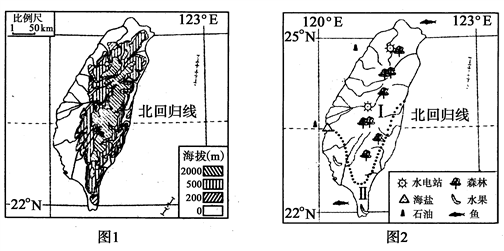 比例尺
1 50km
123°E
北回归线
海拔(m)
2000
500
200
0
22°N
图1
120°E
123°E
25°N
I
北回归线
II
22°N
水电站 森林
海盐 水果
石油 鱼
图2